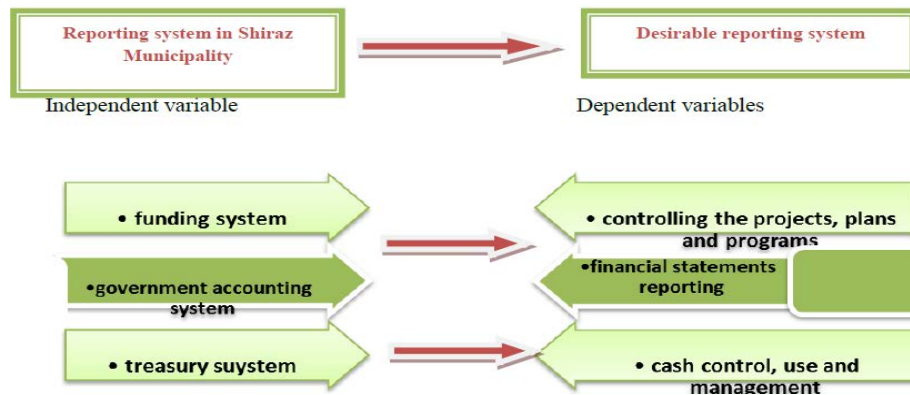 Reporting system in Shiraz
Municipality
Desirable reporting system
Independent variable
Dependent variables
• funding system
• controlling the projects, plans
and programs
•government accounting
system
•financial statements
reporting
• treasury suystem
• cash control, use and
management